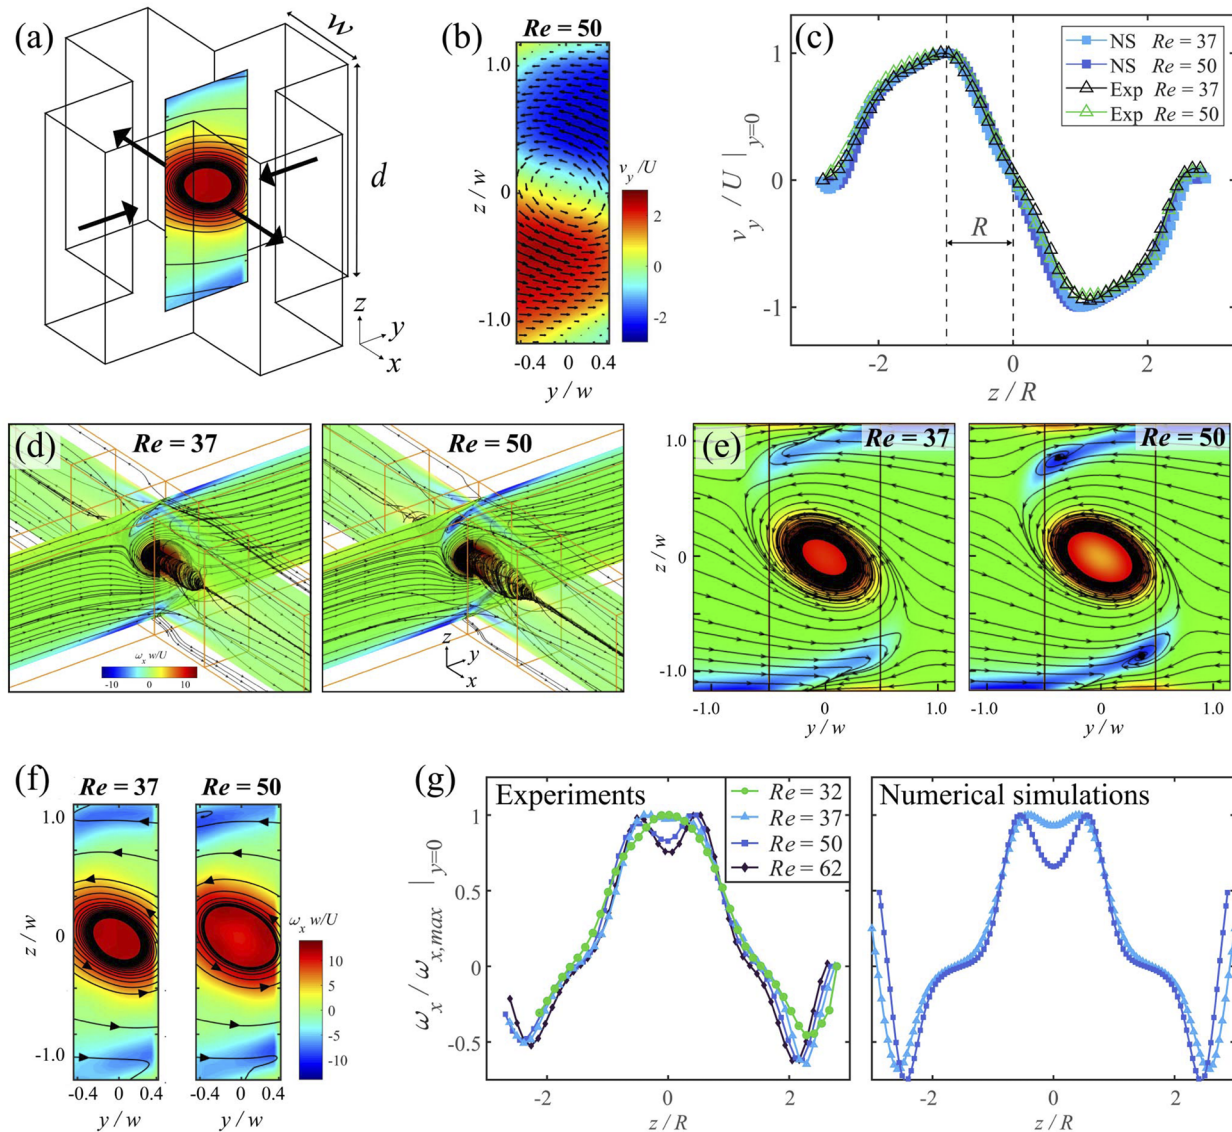 (a)
w
d
z
y
x
(b)
Re = 50
z / w
1.0
0
-1.0
-0.4 0 0.4
y / w
v_y /U
2
0
-2
(c)
NS Re = 37
NS Re = 50
Exp Re = 37
Exp Re = 50
v_y / U |_{y=0}
1
0
-1
R
-2 0 2
z / R
(d)
Re = 37
Re = 50
ω_x w/U
-10 0 10
z
y
x
(e)
Re = 37
Re = 50
z / w
1.0
0
-1.0
-1.0 0 1.0
y / w
-1.0 0 1.0
y / w
(f)
Re = 37
Re = 50
z / w
1.0
0
-1.0
-0.4 0 0.4
y / w
-0.4 0 0.4
y / w
ω_x w/U
10
5
0
-5
-10
(g)
Experiments
Re = 32
Re = 37
Re = 50
Re = 62
ω_x / ω_{x,max} |_{y=0}
1
0.5
0
-0.5
-2 0 2
z / R
Numerical simulations
-2 0 2
z / R